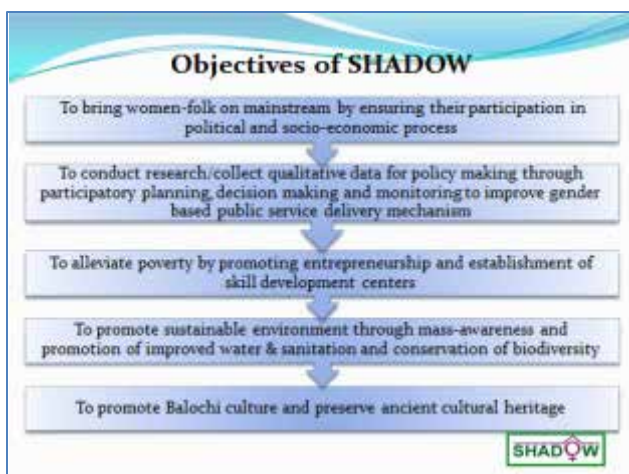 Objectives of SHADOW
To bring women-folk on mainstream by ensuring their participation in
political and socio-economic process
To conduct research/collect qualitative data for policy making through
participatory planning, decision making and monitoring to improve gender
based public service delivery mechanism
To alleviate poverty by promoting entrepreneurship and establishment of
skill development centers
To promote sustainable environment through mass-awareness and
promotion of improved water & sanitation and conservation of biodiversity
To promote Balochi culture and preserve ancient cultural heritage
SHADOW